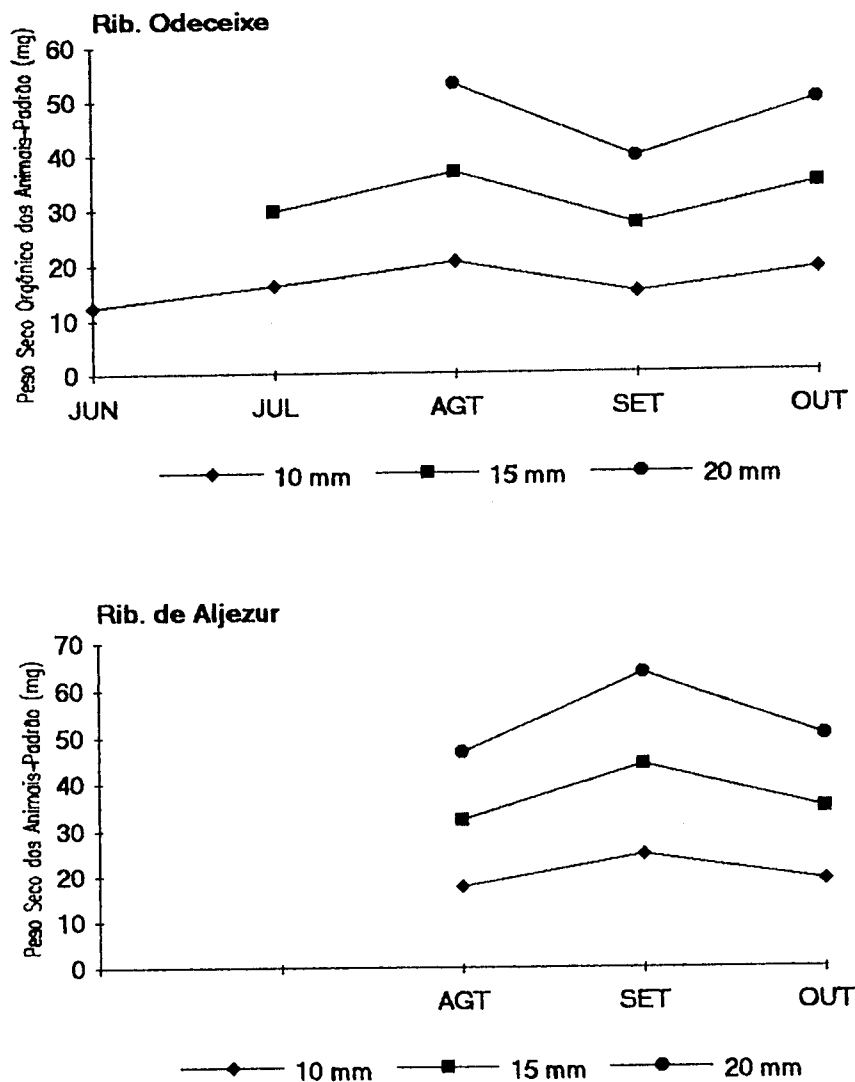 Rib. Odeceixe
Peso Seco Orgânico dos Animais-Padrão (mg)
60
50
40
30
20
10
0
JUN JUL AGT SET OUT
10 mm 15 mm 20 mm
Rib. de Aljezur
Peso Seco dos Animais-Padrão (mg)
70
60
50
40
30
20
10
0
AGT SET OUT
10 mm 15 mm 20 mm